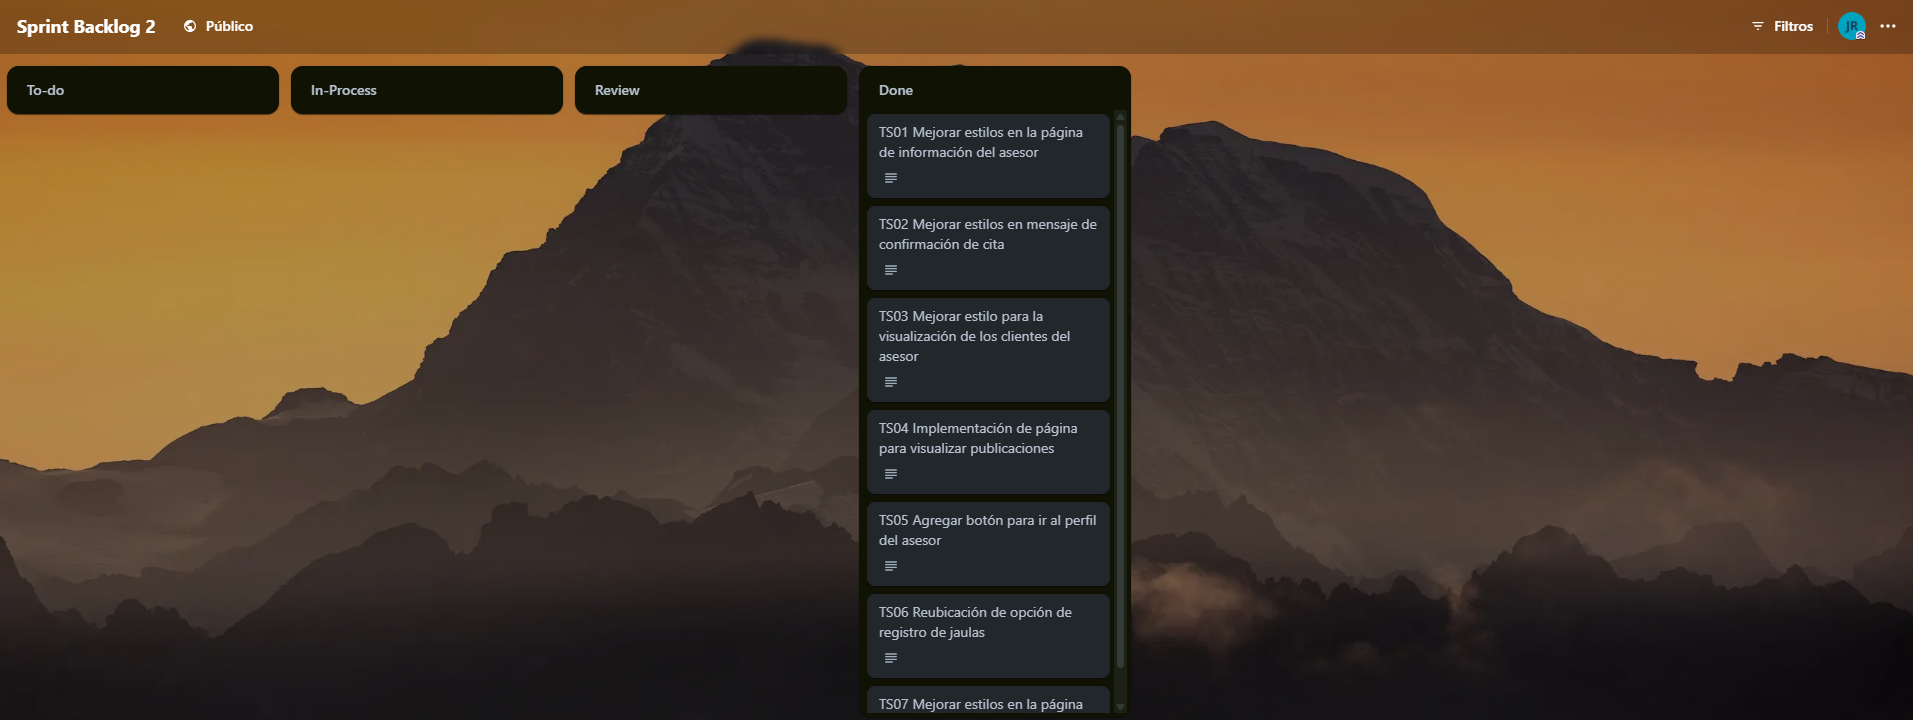 Sprint Backlog 2
Público
Filtros
JR
To-do
In-Process
Review
Done
TS01 Mejorar estilos en la página
de información del asesor
TS02 Mejorar estilos en mensaje de
confirmación de cita
TS03 Mejorar estilo para la
visualización de los clientes del
asesor
TS04 Implementación de página
para visualizar publicaciones
TS05 Agregar botón para ir al perfil
del asesor
TS06 Reubicación de opción de
registro de jaulas
TS07 Mejorar estilos en la página